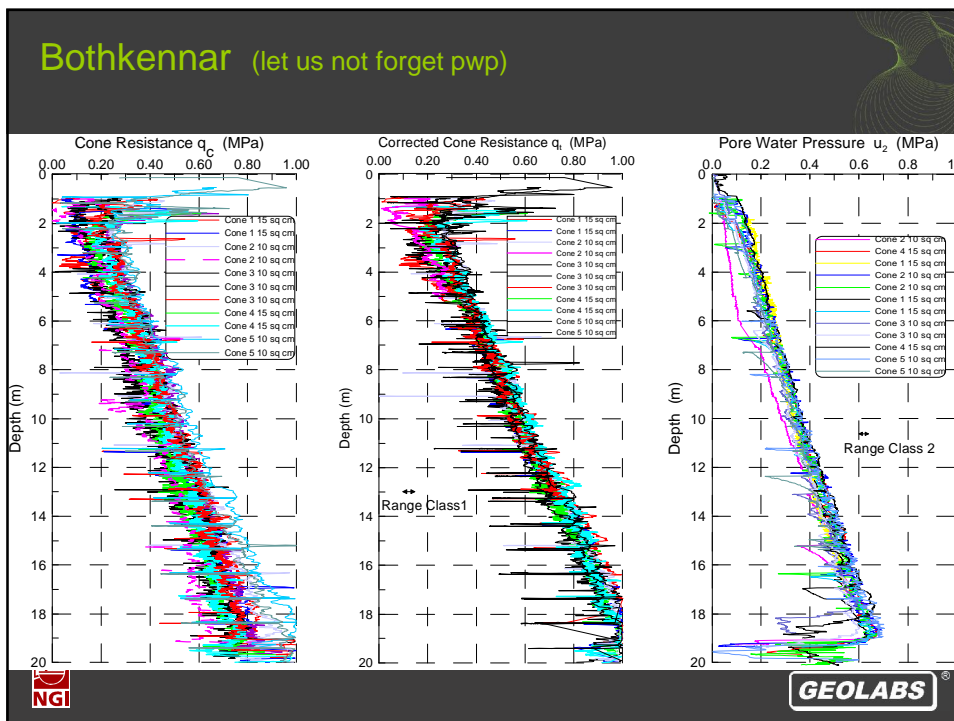 Bothkennar (let us not forget pwp)
Cone Resistance qc (MPa)
0.00 0.20 0.40 0.60 0.80 1.00
0
2
4
6
8
10
12
14
16
18
20
Depth (m)
Cone 1 15 sq cm
Cone 1 15 sq cm
Cone 2 10 sq cm
Cone 2 10 sq cm
Cone 3 10 sq cm
Cone 3 10 sq cm
Cone 3 10 sq cm
Cone 4 15 sq cm
Cone 4 15 sq cm
Cone 5 10 sq cm
Cone 5 10 sq cm
Corrected Cone Resistance qt (MPa)
0.00 0.20 0.40 0.60 0.80 1.00
0
2
4
6
8
10
12
14
16
18
20
Depth (m)
Cone 1 15 sq cm
Cone 1 15 sq cm
Cone 2 10 sq cm
Cone 2 10 sq cm
Cone 3 10 sq cm
Cone 3 10 sq cm
Cone 3 10 sq cm
Cone 4 15 sq cm
Cone 4 15 sq cm
Cone 5 10 sq cm
Cone 5 10 sq cm
Range Class1
Pore Water Pressure u2 (MPa)
0.0 0.2 0.4 0.6 0.8 1.00
0
2
4
6
8
10
12
14
16
18
20
Depth (m)
Cone 2 10 sq cm
Cone 4 15 sq cm
Cone 1 15 sq cm
Cone 2 10 sq cm
Cone 2 10 sq cm
Cone 1 15 sq cm
Cone 1 15 sq cm
Cone 3 10 sq cm
Cone 3 10 sq cm
Cone 4 15 sq cm
Cone 5 10 sq cm
Cone 5 10 sq cm
Range Class 2
NGI
GEOLABS ®